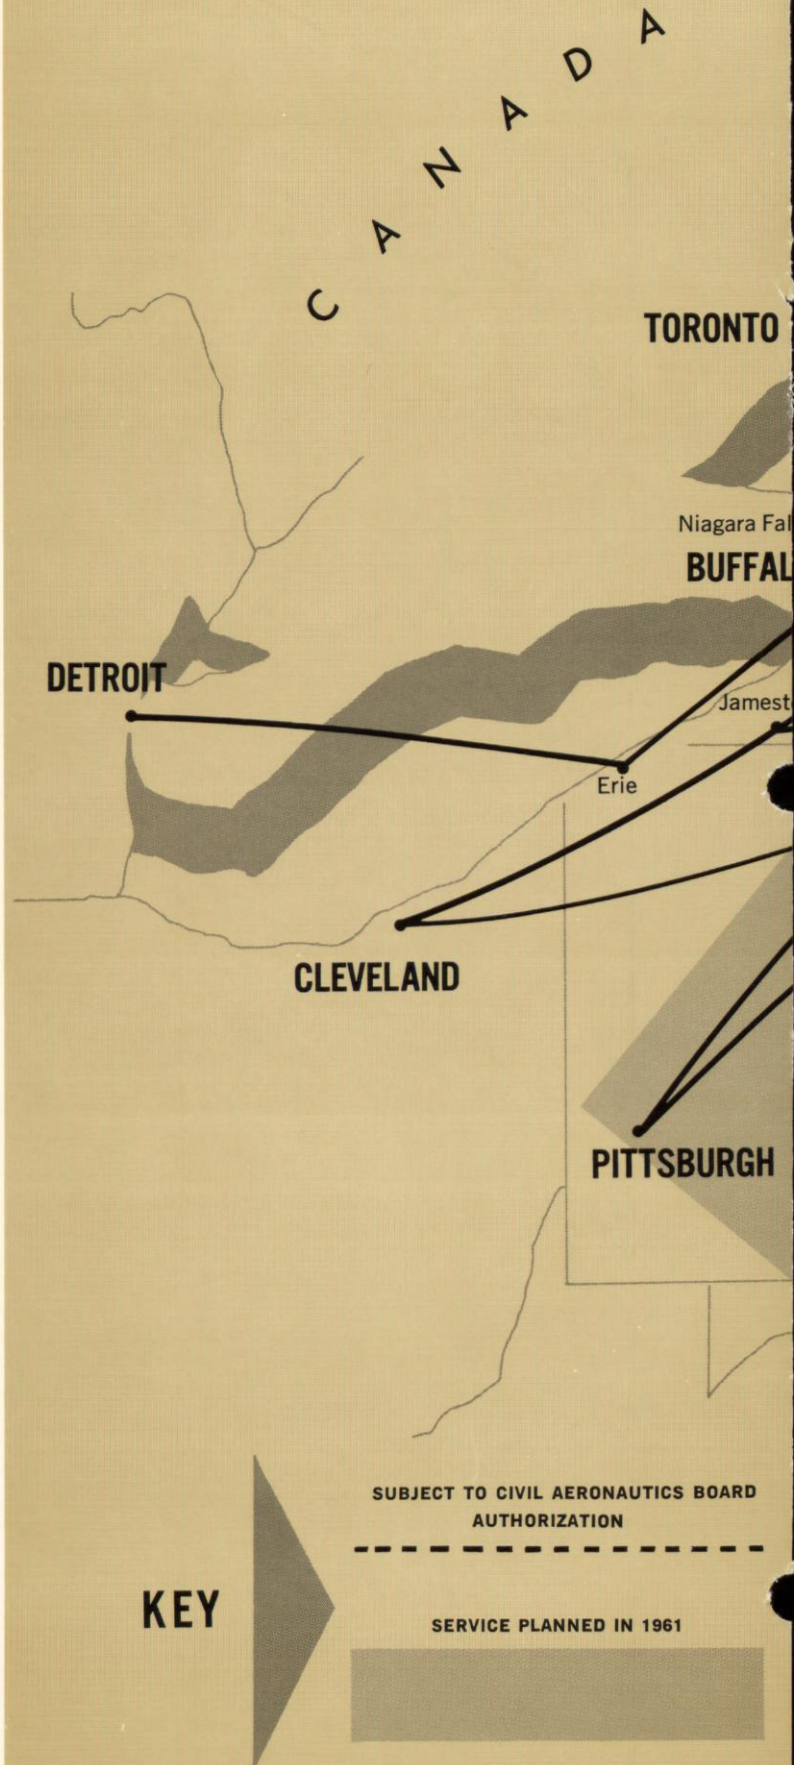 CANADA
TORONTO
Niagara Fal
BUFFAL
DETROIT
Jamest
Erie
CLEVELAND
PITTSBURGH
SUBJECT TO CIVIL AERONAUTICS BOARD
AUTHORIZATION
KEY
SERVICE PLANNED IN 1961